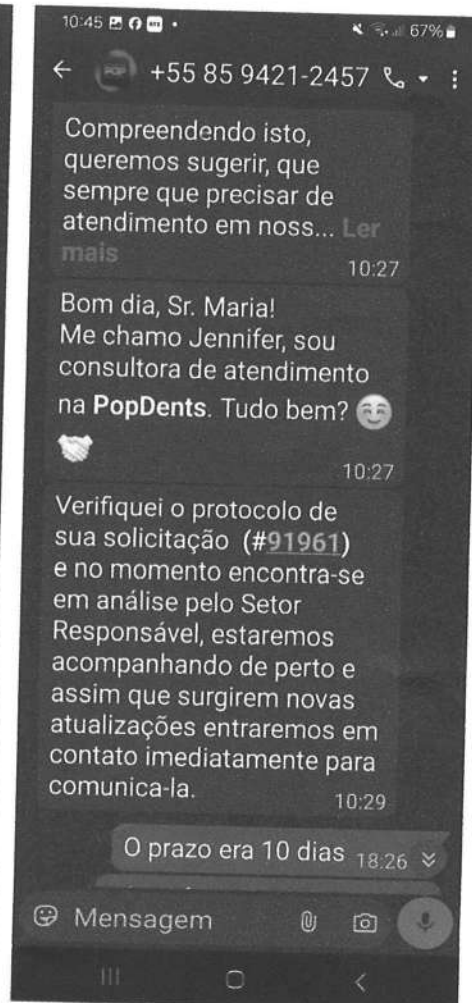 10:45
67%
POP
+55 85 9421-2457
Compreendendo isto,
queremos sugerir, que
sempre que precisar de
atendimento em noss... Ler
mais
10:27
Bom dia, Sr. Maria!
Me chamo Jennifer, sou
consultora de atendimento
na PopDents. Tudo bem?
10:27
Verifiquei o protocolo de
sua solicitação (#91961)
e no momento encontra-se
em análise pelo Setor
Responsável, estaremos
acompanhando de perto e
assim que surgirem novas
atualizações entraremos em
contato imediatamente para
comunica-la.
10:29
O prazo era 10 dias 18:26
Mensagem